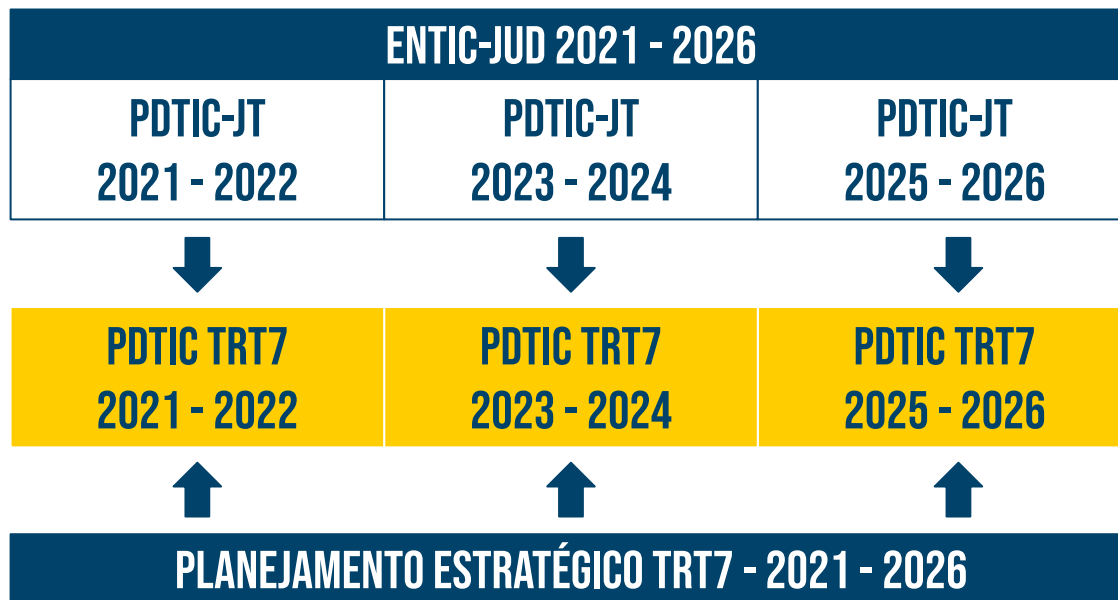 ENTIC-JUD 2021 - 2026
PDTIC-JT
2021 - 2022
PDTIC-JT
2023 - 2024
PDTIC-JT
2025 - 2026
PDTIC TRT7
2021 - 2022
PDTIC TRT7
2023 - 2024
PDTIC TRT7
2025 - 2026
PLANEJAMENTO ESTRATÉGICO TRT7 - 2021 - 2026